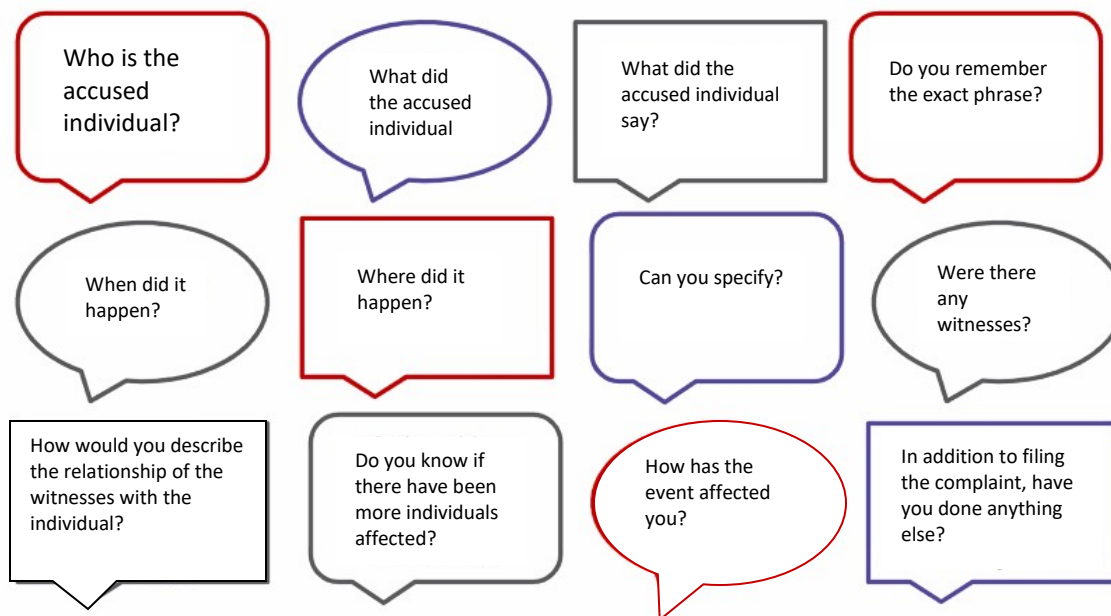 Who is the
accused
individual?
What did
the accused
individual
What did the
accused individual
say?
Do you remember
the exact phrase?
When did it
happen?
Where did it
happen?
Can you specify?
Were there
any
witnesses?
How would you describe
the relationship of the
witnesses with the
individual?
Do you know if
there have been
more individuals
affected?
How has the
event affected
you?
In addition to filing
the complaint, have
you done anything
else?